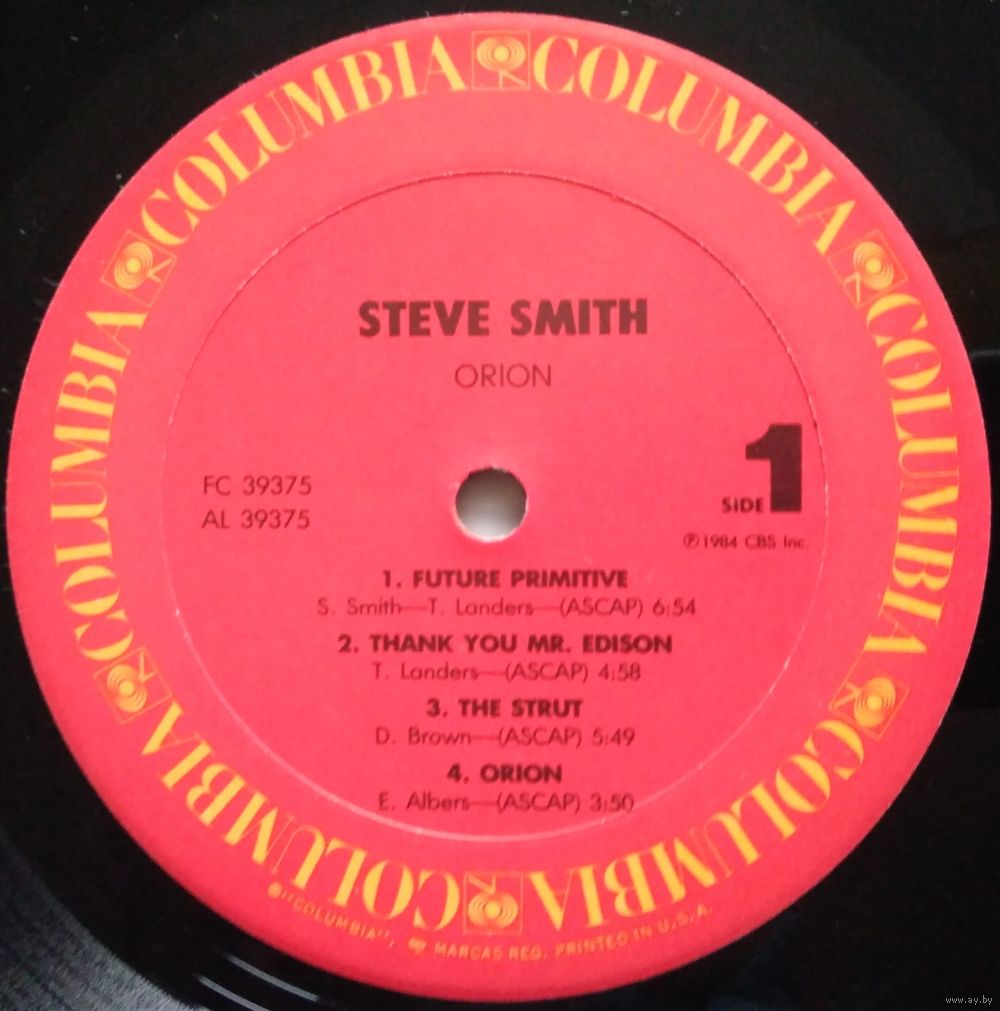 COLUMBIA COLUMBIA COLUMBIA COLUMBIA COLUMBIA COLUMBIA
STEVE SMITH
ORION
FC 39375
AL 39375
SIDE 1
℗1984 CBS Inc.
1. FUTURE PRIMITIVE
S. Smith—T. Landers—(ASCAP) 6:54
2. THANK YOU MR. EDISON
T. Landers—(ASCAP) 4:58
3. THE STRUT
D. Brown—(ASCAP) 5:49
4. ORION
E. Albers—(ASCAP) 3:50
®"COLUMBIA", MARCAS REG. PRINTED IN U.S.A.
www.ay.by